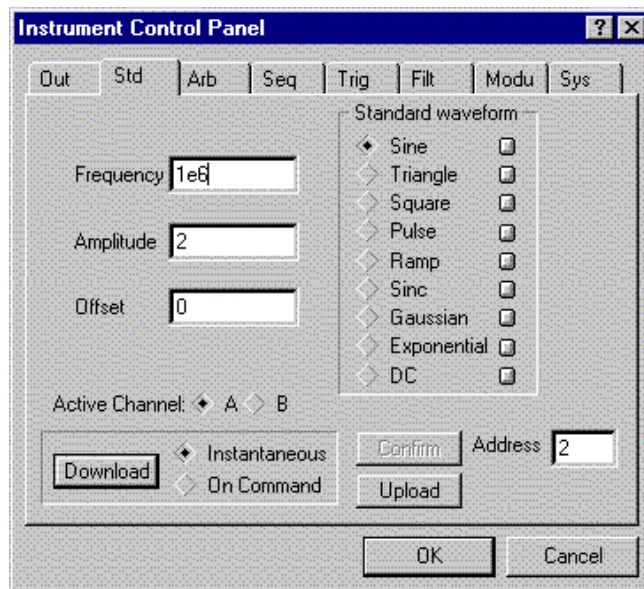 Instrument Control Panel
Out Std Arb Seq Trig Filt Modu Sys
Frequency 1e6
Amplitude 2
Offset 0
Standard waveform
Sine
Triangle
Square
Pulse
Ramp
Sinc
Gaussian
Exponential
DC
Active Channel: A B
Download
Instantaneous
On Command
Confirm
Upload
Address 2
OK
Cancel